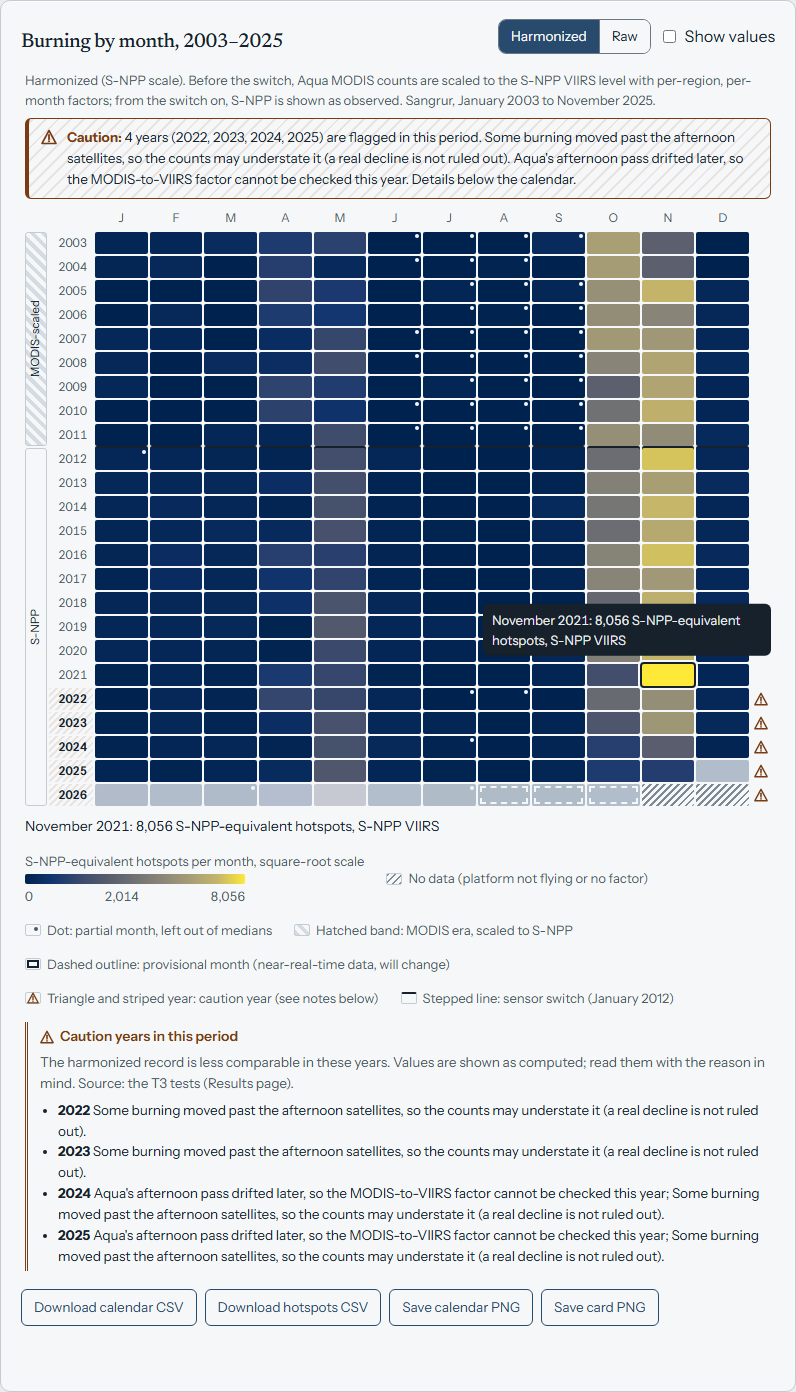 Burning by month, 2003–2025
Harmonized
Raw
Show values
Harmonized (S-NPP scale). Before the switch, Aqua MODIS counts are scaled to the S-NPP VIIRS level with per-region, per-
month factors; from the switch on, S-NPP is shown as observed. Sangrur, January 2003 to November 2025.
Caution: 4 years (2022, 2023, 2024, 2025) are flagged in this period. Some burning moved past the afternoon
satellites, so the counts may understate it (a real decline is not ruled out). Aqua's afternoon pass drifted later, so
the MODIS-to-VIIRS factor cannot be checked this year. Details below the calendar.
J F M A M J J A S O N D
MODIS-scaled
2003
2004
2005
2006
2007
2008
2009
2010
2011
S-NPP
2012
2013
2014
2015
2016
2017
2018
2019
2020
2021
2022
2023
2024
2025
2026
November 2021: 8,056 S-NPP-equivalent
hotspots, S-NPP VIIRS
November 2021: 8,056 S-NPP-equivalent hotspots, S-NPP VIIRS
S-NPP-equivalent hotspots per month, square-root scale
0 2,014 8,056
No data (platform not flying or no factor)
Dot: partial month, left out of medians
Hatched band: MODIS era, scaled to S-NPP
Dashed outline: provisional month (near-real-time data, will change)
Triangle and striped year: caution year (see notes below)
Stepped line: sensor switch (January 2012)
Caution years in this period
The harmonized record is less comparable in these years. Values are shown as computed; read them with the reason in
mind. Source: the T3 tests (Results page).
• 2022 Some burning moved past the afternoon satellites, so the counts may understate it (a real decline is not ruled
out).
• 2023 Some burning moved past the afternoon satellites, so the counts may understate it (a real decline is not ruled
out).
• 2024 Aqua's afternoon pass drifted later, so the MODIS-to-VIIRS factor cannot be checked this year; Some burning
moved past the afternoon satellites, so the counts may understate it (a real decline is not ruled out).
• 2025 Aqua's afternoon pass drifted later, so the MODIS-to-VIIRS factor cannot be checked this year; Some burning
moved past the afternoon satellites, so the counts may understate it (a real decline is not ruled out).
Download calendar CSV
Download hotspots CSV
Save calendar PNG
Save card PNG